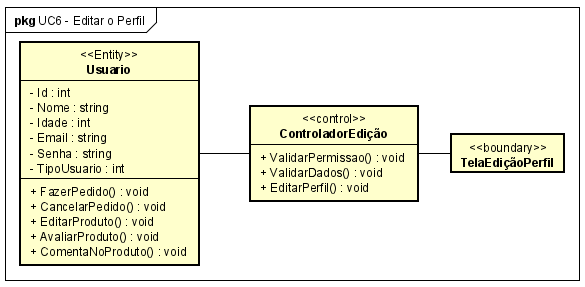 pkg UC6 - Editar o Perfil
<<Entity>>
Usuario
- Id : int
- Nome : string
- Idade : int
- Email : string
- Senha : string
- TipoUsuario : int
+ FazerPedido() : void
+ CancelarPedido() : void
+ EditarProduto() : void
+ AvaliarProduto() : void
+ ComentaNoProduto() : void
<<control>>
ControladorEdição
+ ValidarPermissao() : void
+ ValidarDados() : void
+ EditarPerfil() : void
<<boundary>>
TelaEdiçãoPerfil